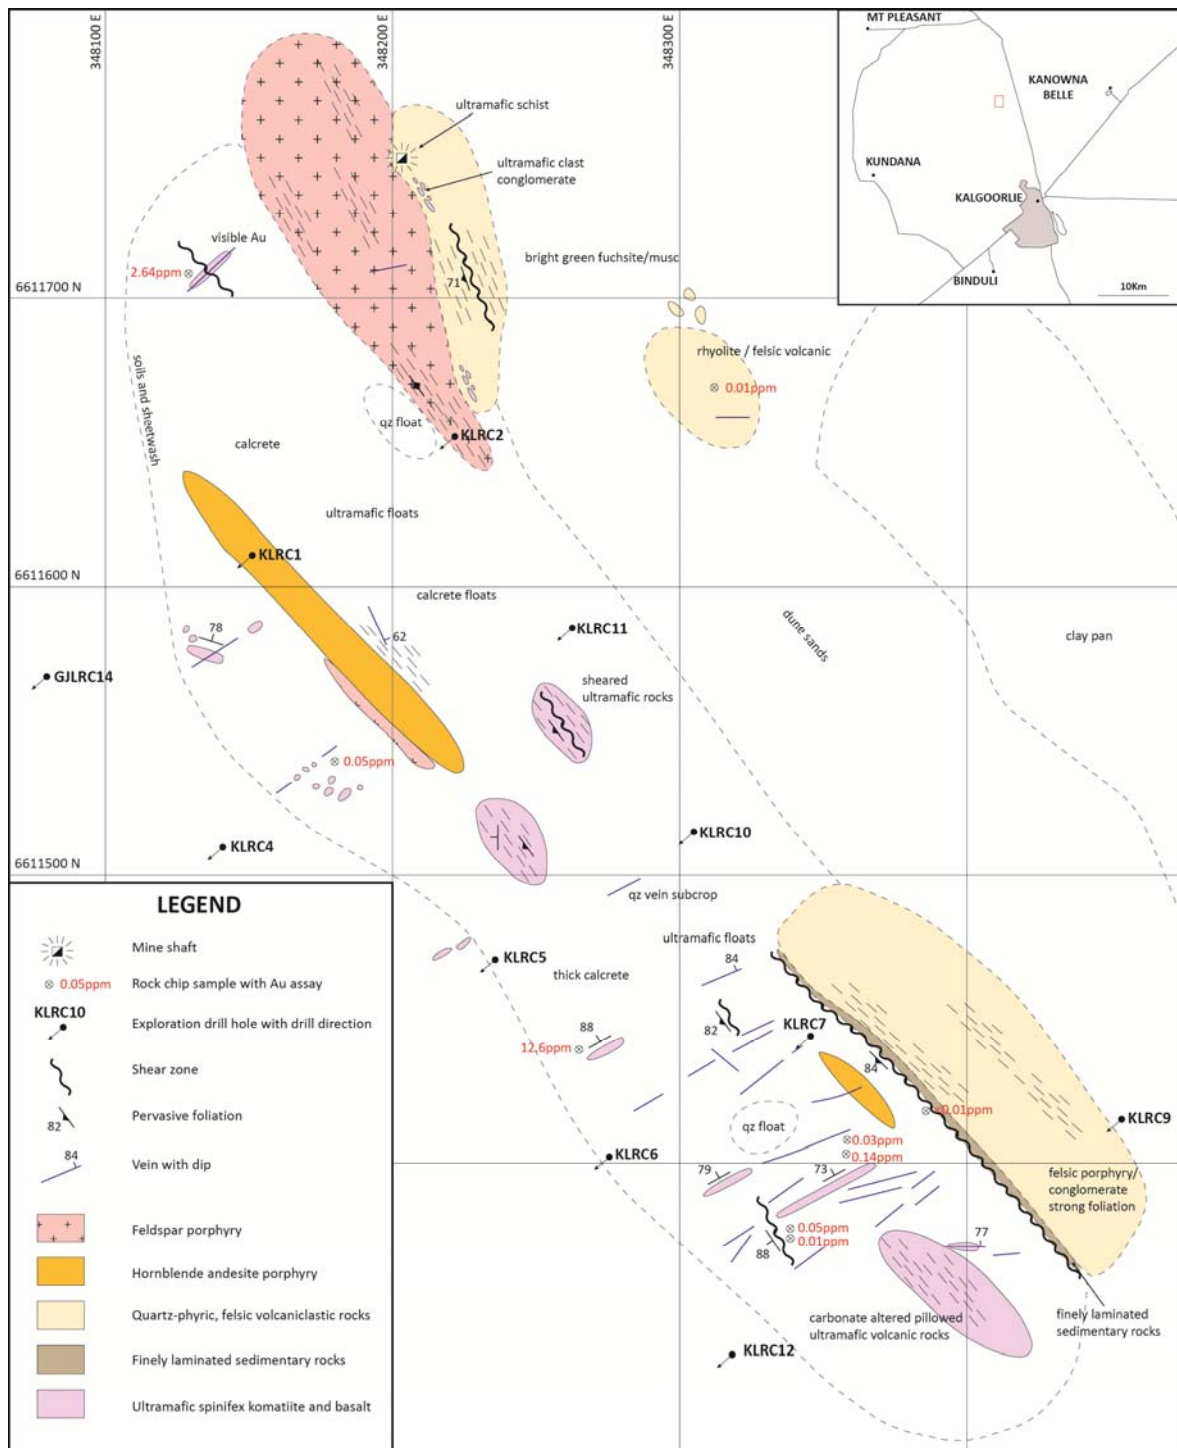 348100 E
348200 E
348300 E
MT PLEASANT
KANOWNA
BELLE
KUNDANA
KALGOORLIE
BINDULI
10Km
ultramafic schist
ultramafic clast
conglomerate
visible Au
2.64ppm
bright green fuchsite/musc
71
6611700 N
rhyolite / felsic volcanic
0.01ppm
soils and sheetwash
qz float
KLRC2
calcrete
ultramafic floats
KLRC1
6611600 N
calcrete floats
78
62
KLRC11
dune sands
clay pan
GJLRC14
sheared
ultramafic rocks
0.05ppm
KLRC4
KLRC10
6611500 N
qz vein subcrop
ultramafic floats
KLRC5
thick calcrete
84
82
KLRC7
88
12.6ppm
84
<0.01ppm
KLRC9
qz float
0.03ppm
0.14ppm
KLRC6
79
73
felsic porphyry/
conglomerate
strong foliation
0.05ppm
0.01ppm
88
77
carbonate altered pillowed
ultramafic volcanic rocks
finely laminated
sedimentary rocks
KLRC12
LEGEND
Mine shaft
0.05ppm Rock chip sample with Au assay
KLRC10
Exploration drill hole with drill direction
Shear zone
Pervasive foliation
82
84
Vein with dip
Feldspar porphyry
Hornblende andesite porphyry
Quartz-phyric, felsic volcaniclastic rocks
Finely laminated sedimentary rocks
Ultramafic spinifex komatiite and basalt